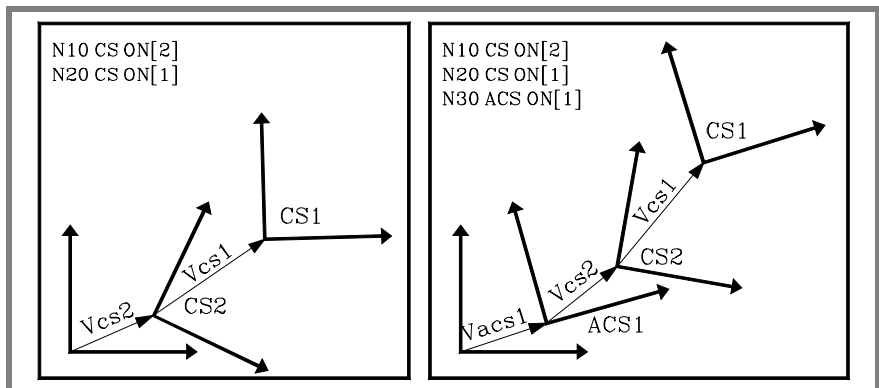 N10 CS ON[2]
N20 CS ON[1]
CS1
Vcs1
CS2
Vcs2
N10 CS ON[2]
N20 CS ON[1]
N30 ACS ON[1]
CS1
Vcs1
CS2
Vcs2
Vacs1
ACS1